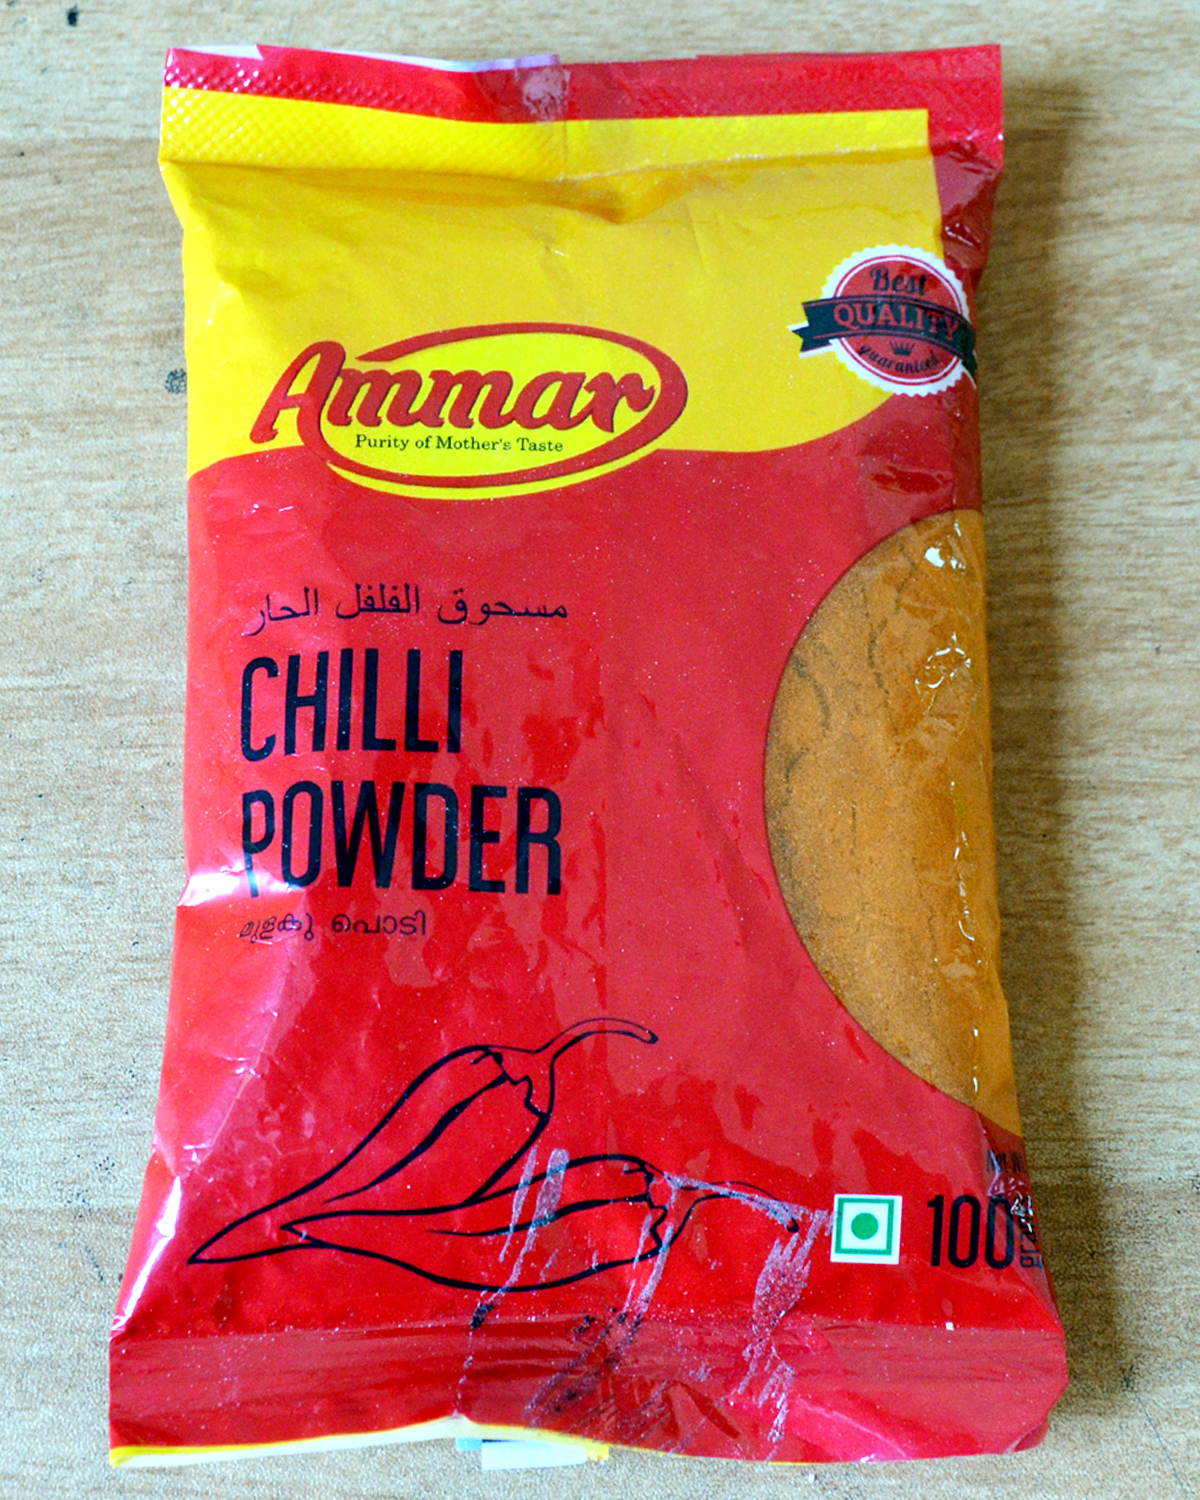 Best
QUALITY
guaranteed
Ammar
Purity of Mother's Taste
مسحوق الفلفل الحار
CHILLI
POWDER
മുളകു പൊടി
100